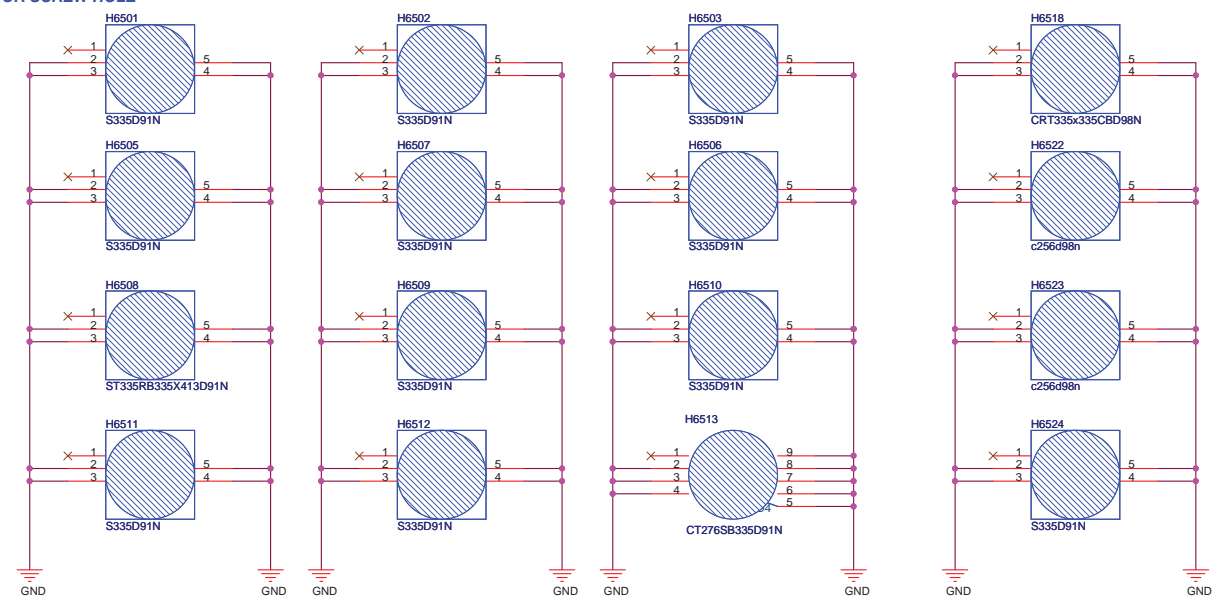 SCREW HOLE
H6501 H6502 H6503 H6518
1 1 1 1
2 5 2 5 2 5 2 5
3 4 3 4 3 4 3 4
S335D91N S335D91N S335D91N CRT335x335CBD98N
H6505 H6507 H6506 H6522
1 1 1 1
2 5 2 5 2 5 2 5
3 4 3 4 3 4 3 4
S335D91N S335D91N S335D91N c256d98n
H6508 H6509 H6510 H6523
1 1 1 1
2 5 2 5 2 5 2 5
3 4 3 4 3 4 3 4
ST335RB335X413D91N S335D91N S335D91N c256d98n
H6511 H6512 H6513 H6524
1 1 1 9 1
2 5 2 5 2 8 2 5
3 4 3 4 3 7 3 4
4 6
5
S335D91N S335D91N CT276SB335D91N S335D91N
GND GND GND GND GND GND GND GND